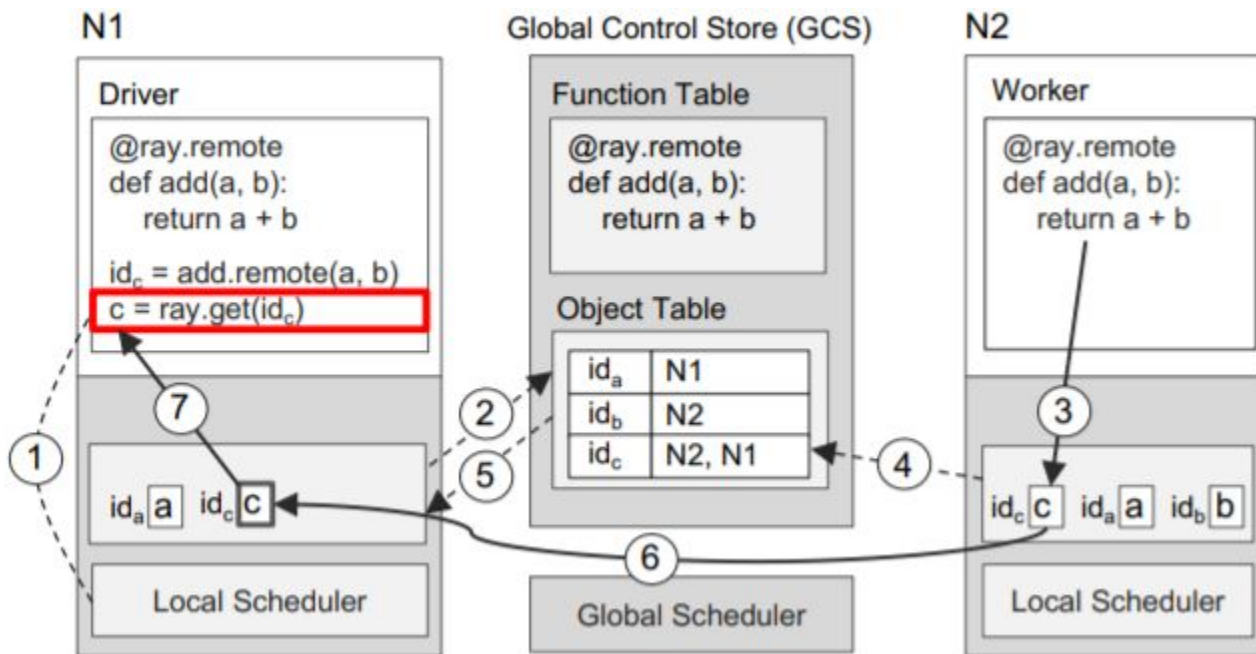 N1
Global Control Store (GCS)
N2
Driver
@ray.remote
def add(a, b):
return a + b
idc = add.remote(a, b)
c = ray.get(idc)
7
1
ida a idc c
Local Scheduler
Function Table
@ray.remote
def add(a, b):
return a + b
Object Table
ida N1
idb N2
idc N2, N1
2
5
4
6
Global Scheduler
Worker
@ray.remote
def add(a, b):
return a + b
3
idc c ida a idb b
Local Scheduler